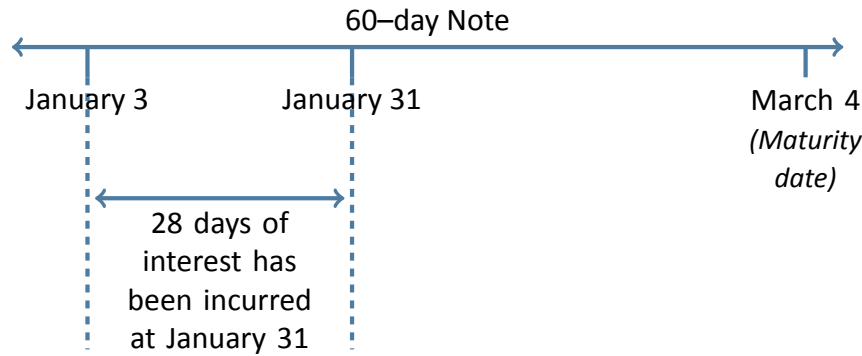 60–day Note
January 3
January 31
March 4
(Maturity
date)
28 days of
interest has
been incurred
at January 31